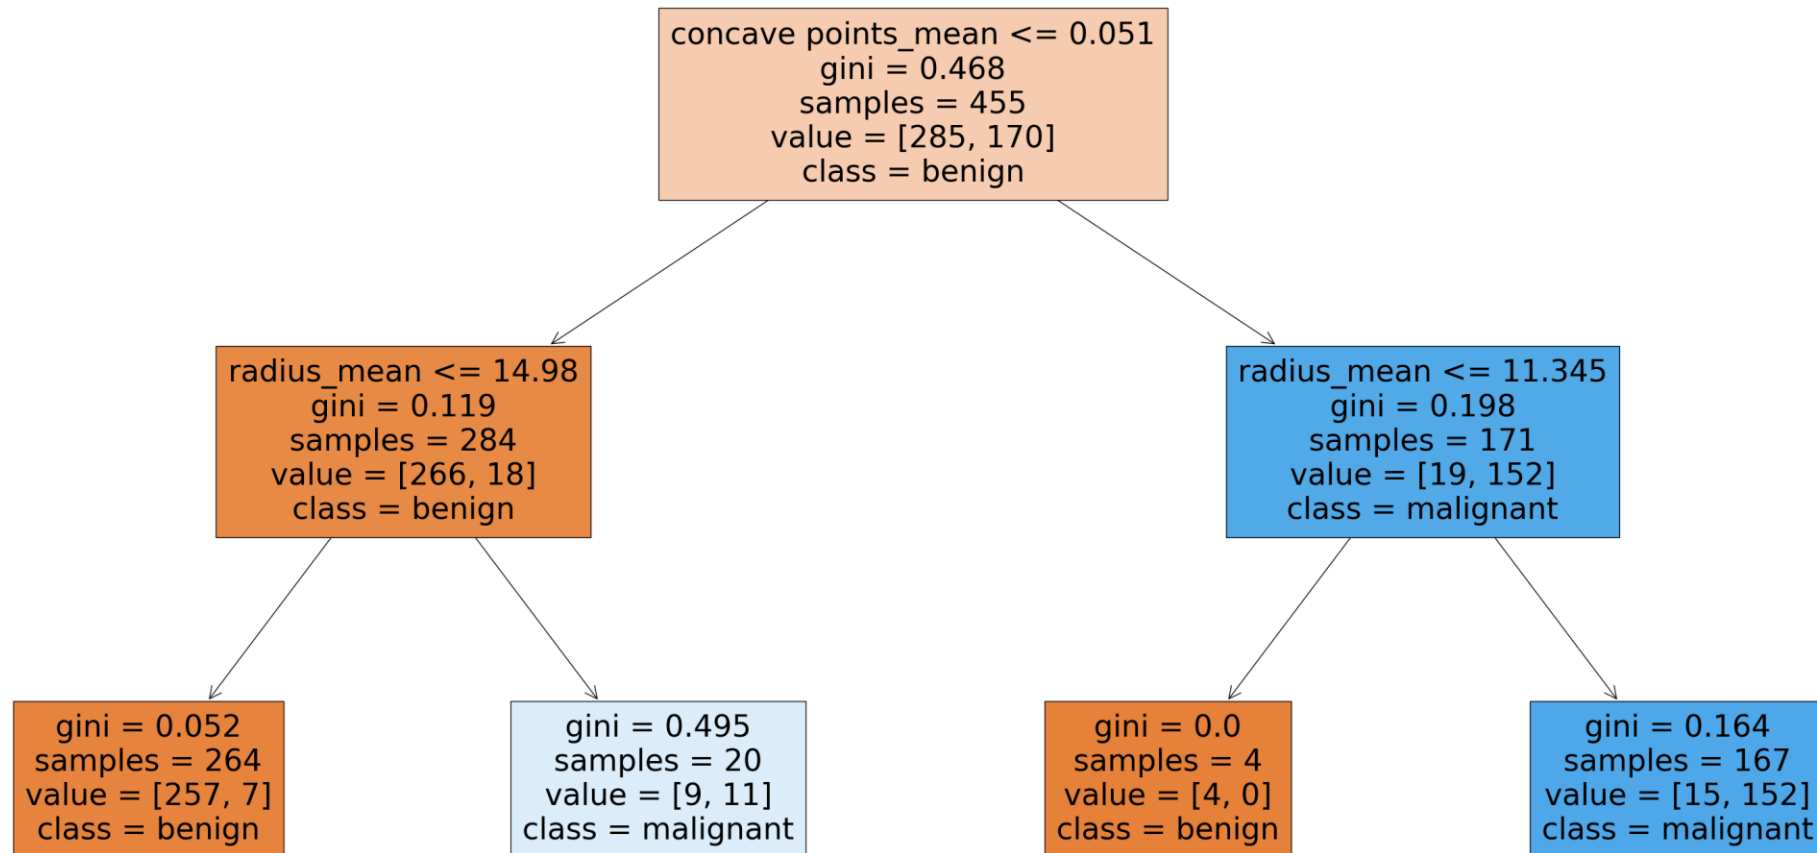 concave points_mean <= 0.051
gini = 0.468
samples = 455
value = [285, 170]
class = benign
radius_mean <= 14.98
gini = 0.119
samples = 284
value = [266, 18]
class = benign
radius_mean <= 11.345
gini = 0.198
samples = 171
value = [19, 152]
class = malignant
gini = 0.052
samples = 264
value = [257, 7]
class = benign
gini = 0.495
samples = 20
value = [9, 11]
class = malignant
gini = 0.0
samples = 4
value = [4, 0]
class = benign
gini = 0.164
samples = 167
value = [15, 152]
class = malignant